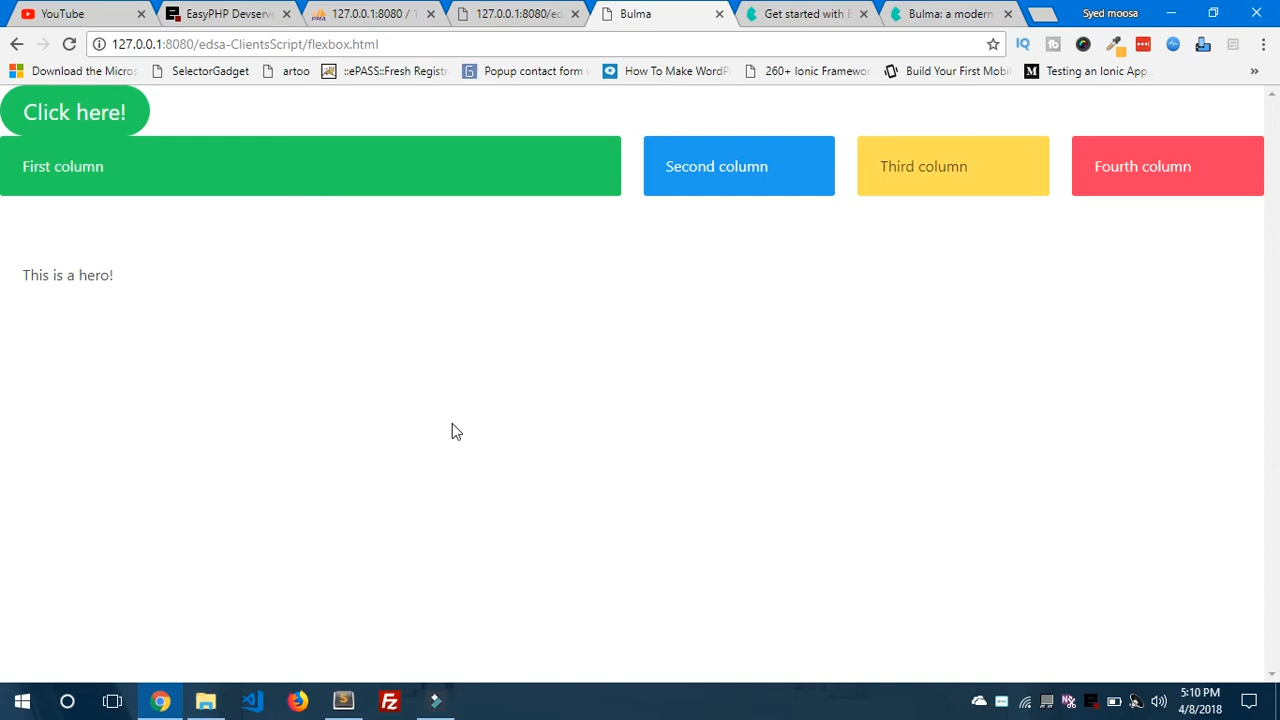 YouTube
EasyPHP Devserve
127.0.0.1:8080 / 1
127.0.0.1:8080/ed
Bulma
Get started with B
Bulma: a modern
Syed moosa
127.0.0.1:8080/edsa-ClientsScript/flexbox.html
Download the Micros
SelectorGadget
artoo
::ePASS::Fresh Registr
Popup contact form
How To Make WordP
260+ Ionic Framewor
Build Your First Mobil
Testing an Ionic App
Click here!
First column
Second column
Third column
Fourth column
This is a hero!
5:10 PM
4/8/2018